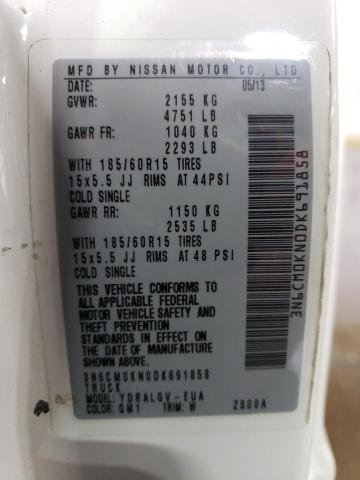 MFD BY NISSAN MOTOR CO., LTD
DATE: 05/13
GVWR: 2155 KG
4751 LB
GAWR FR: 1040 KG
2293 LB
WITH 185/60R15 TIRES
15x5.5 JJ RIMS AT 44PSI
COLD SINGLE
GAWR RR: 1150 KG
2535 LB
WITH 185/60R15 TIRES
15x5.5 JJ RIMS AT 48 PSI
COLD SINGLE
THIS VEHICLE CONFORMS TO
ALL APPLICABLE FEDERAL
MOTOR VEHICLE SAFETY AND
THEFT PREVENTION
STANDARDS IN EFFECT ON
THE DATE OF MANUFACTURE
SHOWN ABOVE.
3N6CM0KN0DK691858
TRUCK
MODEL: YDRALGV-EUA
COLOR: QM1 TRIM: W ZS00A
3N6CM0KN0DK691858